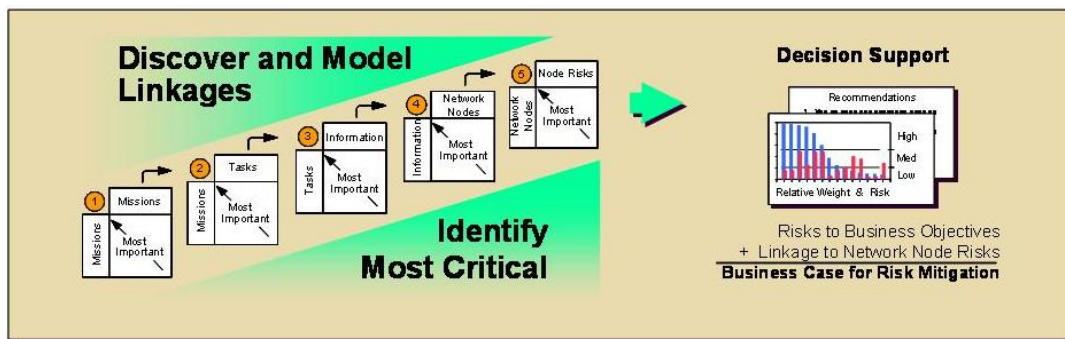 Discover and Model
Linkages
1
Missions
Missions
Most
Important
2
Tasks
Missions
Most
Important
3
Information
Tasks
Most
Important
4
Network
Nodes
Information
Most
Important
5
Node Risks
Network
Nodes
Most
Important
Identify
Most Critical
Decision Support
Recommendations
High
Med
Low
Relative Weight & Risk
Risks to Business Objectives
+ Linkage to Network Node Risks
Business Case for Risk Mitigation